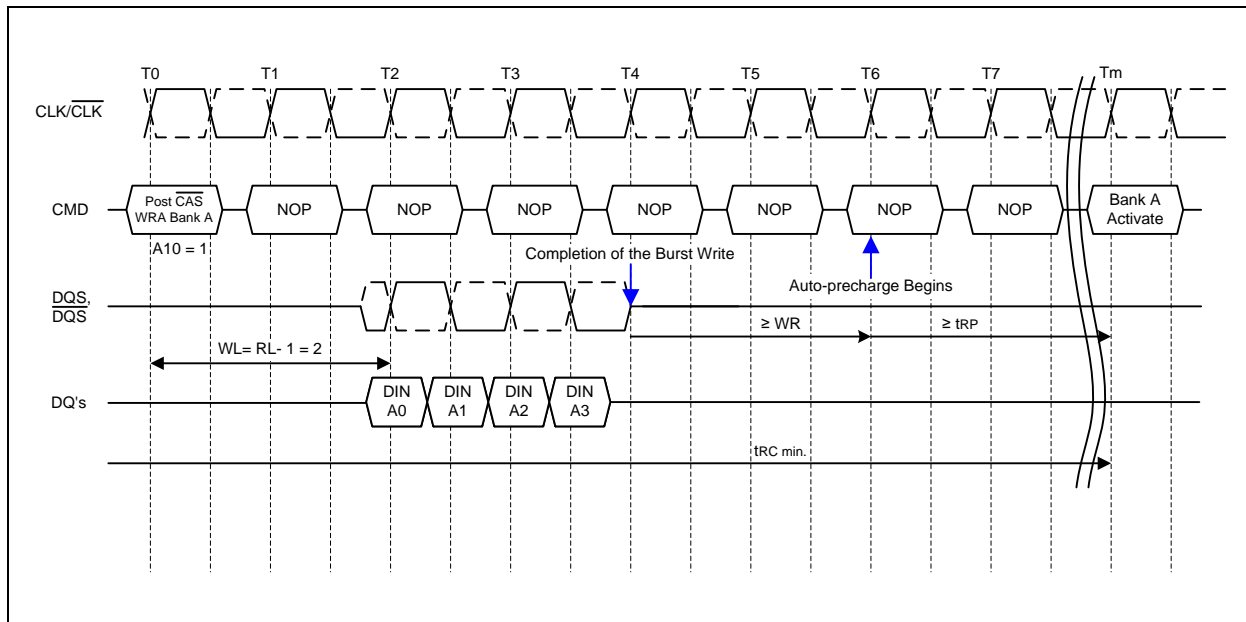 T0 T1 T2 T3 T4 T5 T6 T7 Tm
CLK/CLK
CMD
Post CAS
WRA Bank A
NOP NOP NOP NOP NOP NOP NOP
Bank A
Activate
A10 = 1
Completion of the Burst Write
Auto-precharge Begins
DQS,
DQS
≥ WR
≥ tRP
WL= RL- 1 = 2
DQ's
DIN
A0
DIN
A1
DIN
A2
DIN
A3
tRC min.